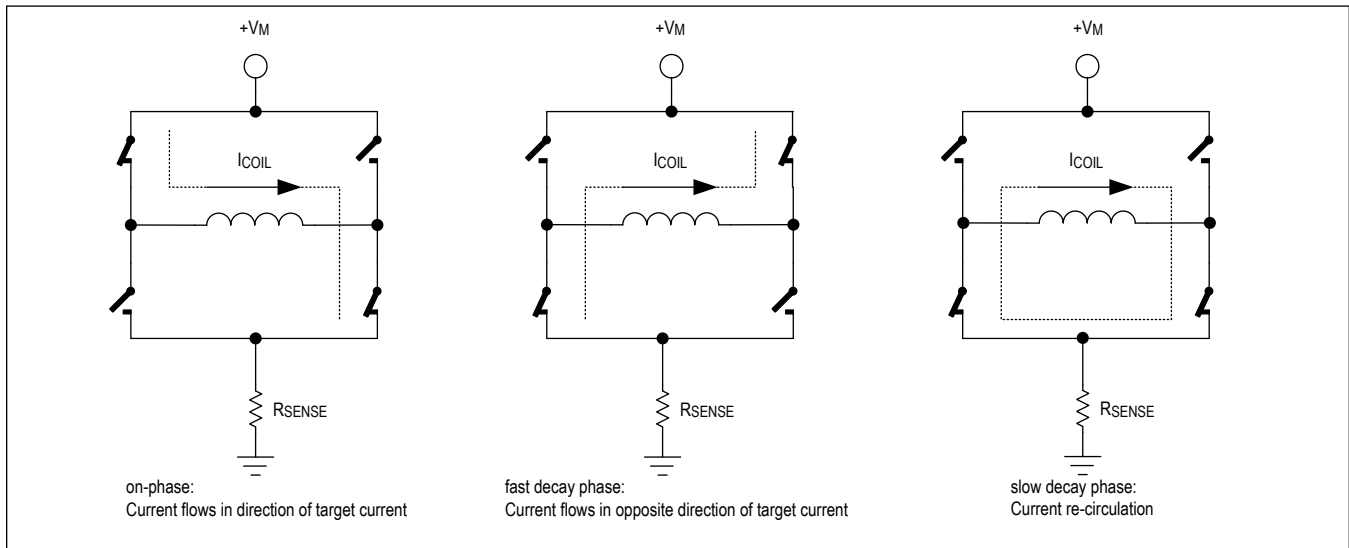 +VM
ICOIL
RSENSE
on-phase:
Current flows in direction of target current
+VM
ICOIL
RSENSE
fast decay phase:
Current flows in opposite direction of target current
+VM
ICOIL
RSENSE
slow decay phase:
Current re-circulation